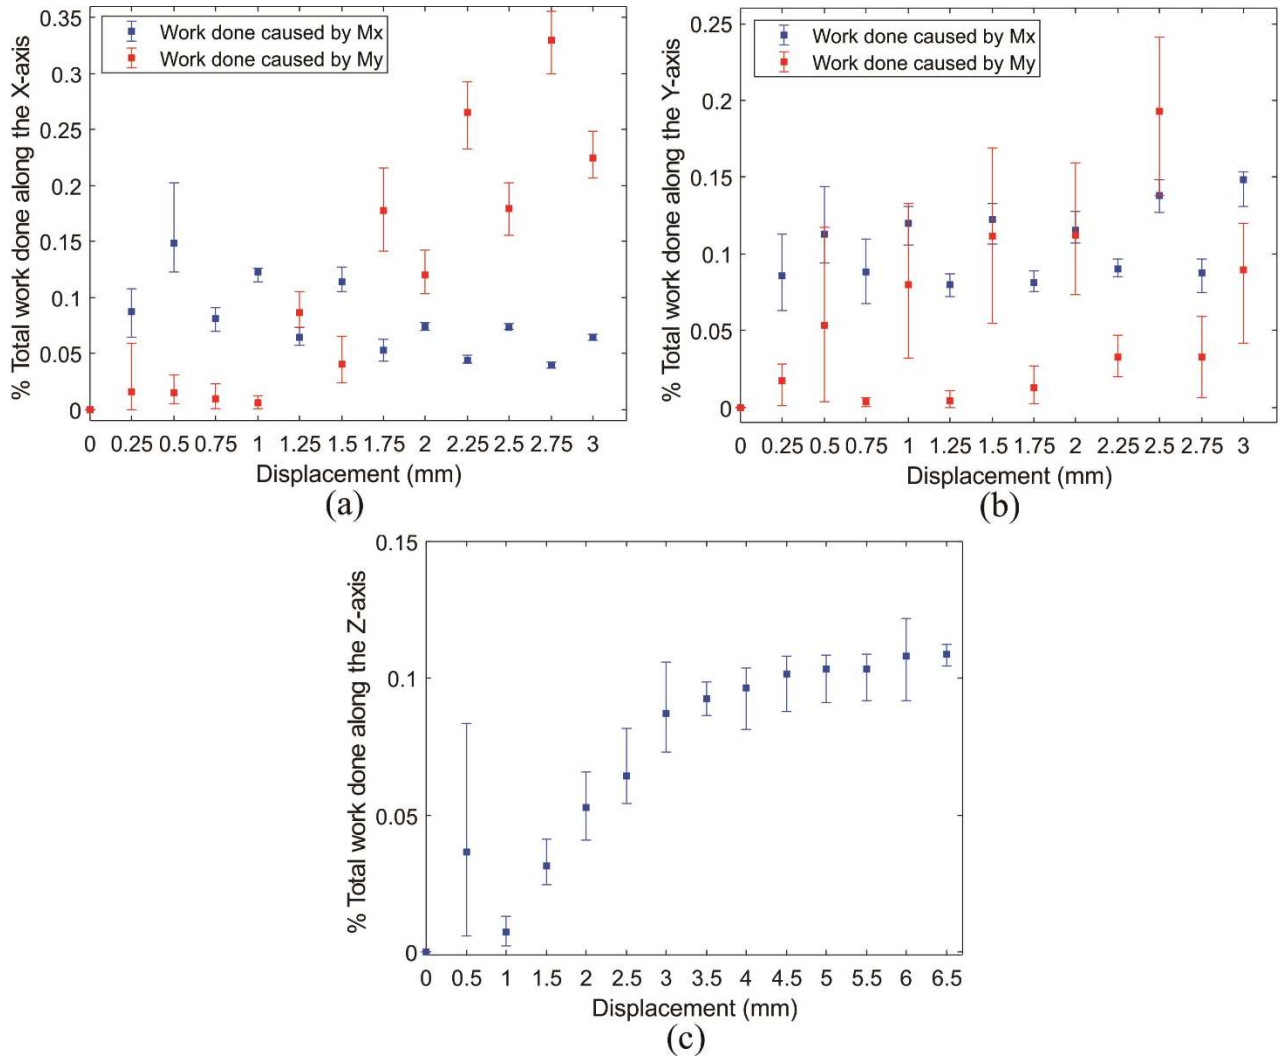 % Total work done along the X-axis
0.35
0.3
0.25
0.2
0.15
0.1
0.05
0
Work done caused by Mx
Work done caused by My
0 0.25 0.5 0.75 1 1.25 1.5 1.75 2 2.25 2.5 2.75 3
Displacement (mm)
(a)
% Total work done along the Y-axis
0.25
0.2
0.15
0.1
0.05
0
Work done caused by Mx
Work done caused by My
0 0.25 0.5 0.75 1 1.25 1.5 1.75 2 2.25 2.5 2.75 3
Displacement (mm)
(b)
% Total work done along the Z-axis
0.15
0.1
0.05
0
0 0.5 1 1.5 2 2.5 3 3.5 4 4.5 5 5.5 6 6.5
Displacement (mm)
(c)